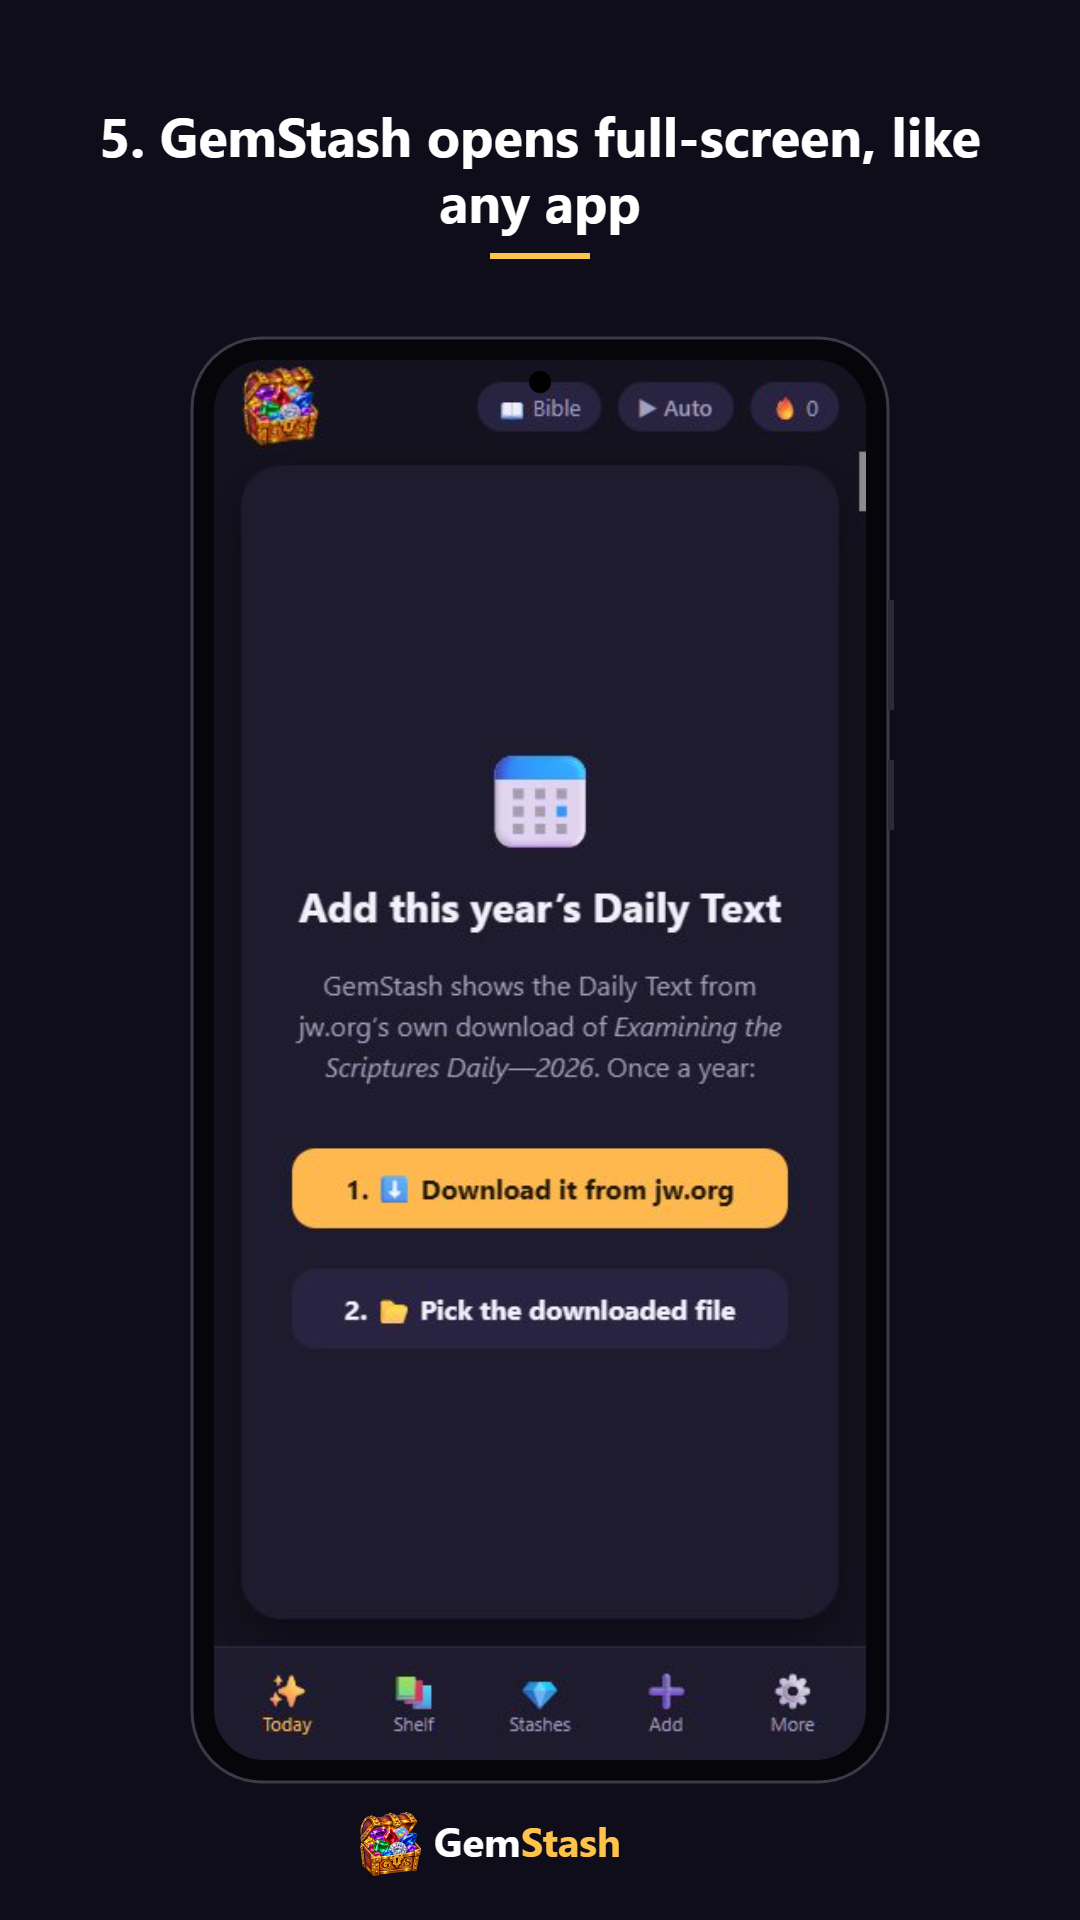 5. GemStash opens full-screen, like
any app
Bible
Auto
0
Add this year’s Daily Text
GemStash shows the Daily Text from
jw.org’s own download of Examining the
Scriptures Daily—2026. Once a year:
1. Download it from jw.org
2. Pick the downloaded file
Today
Shelf
Stashes
Add
More
GemStash